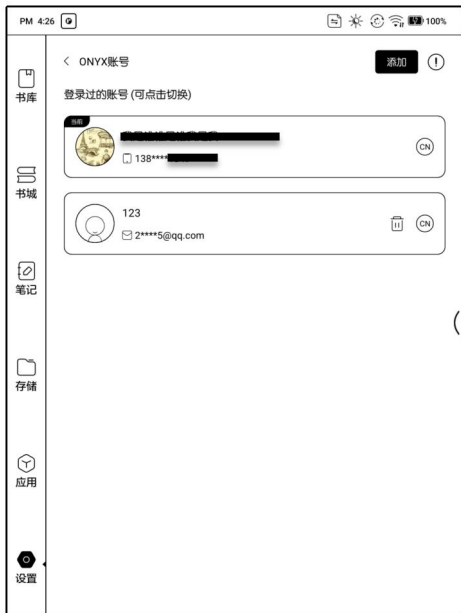 PM 4:26
100%
ONYX账号
添加
登录过的账号 (可点击切换)
当前
138****
CN
123
2****5@qq.com
CN
书库
书城
笔记
存储
应用
设置